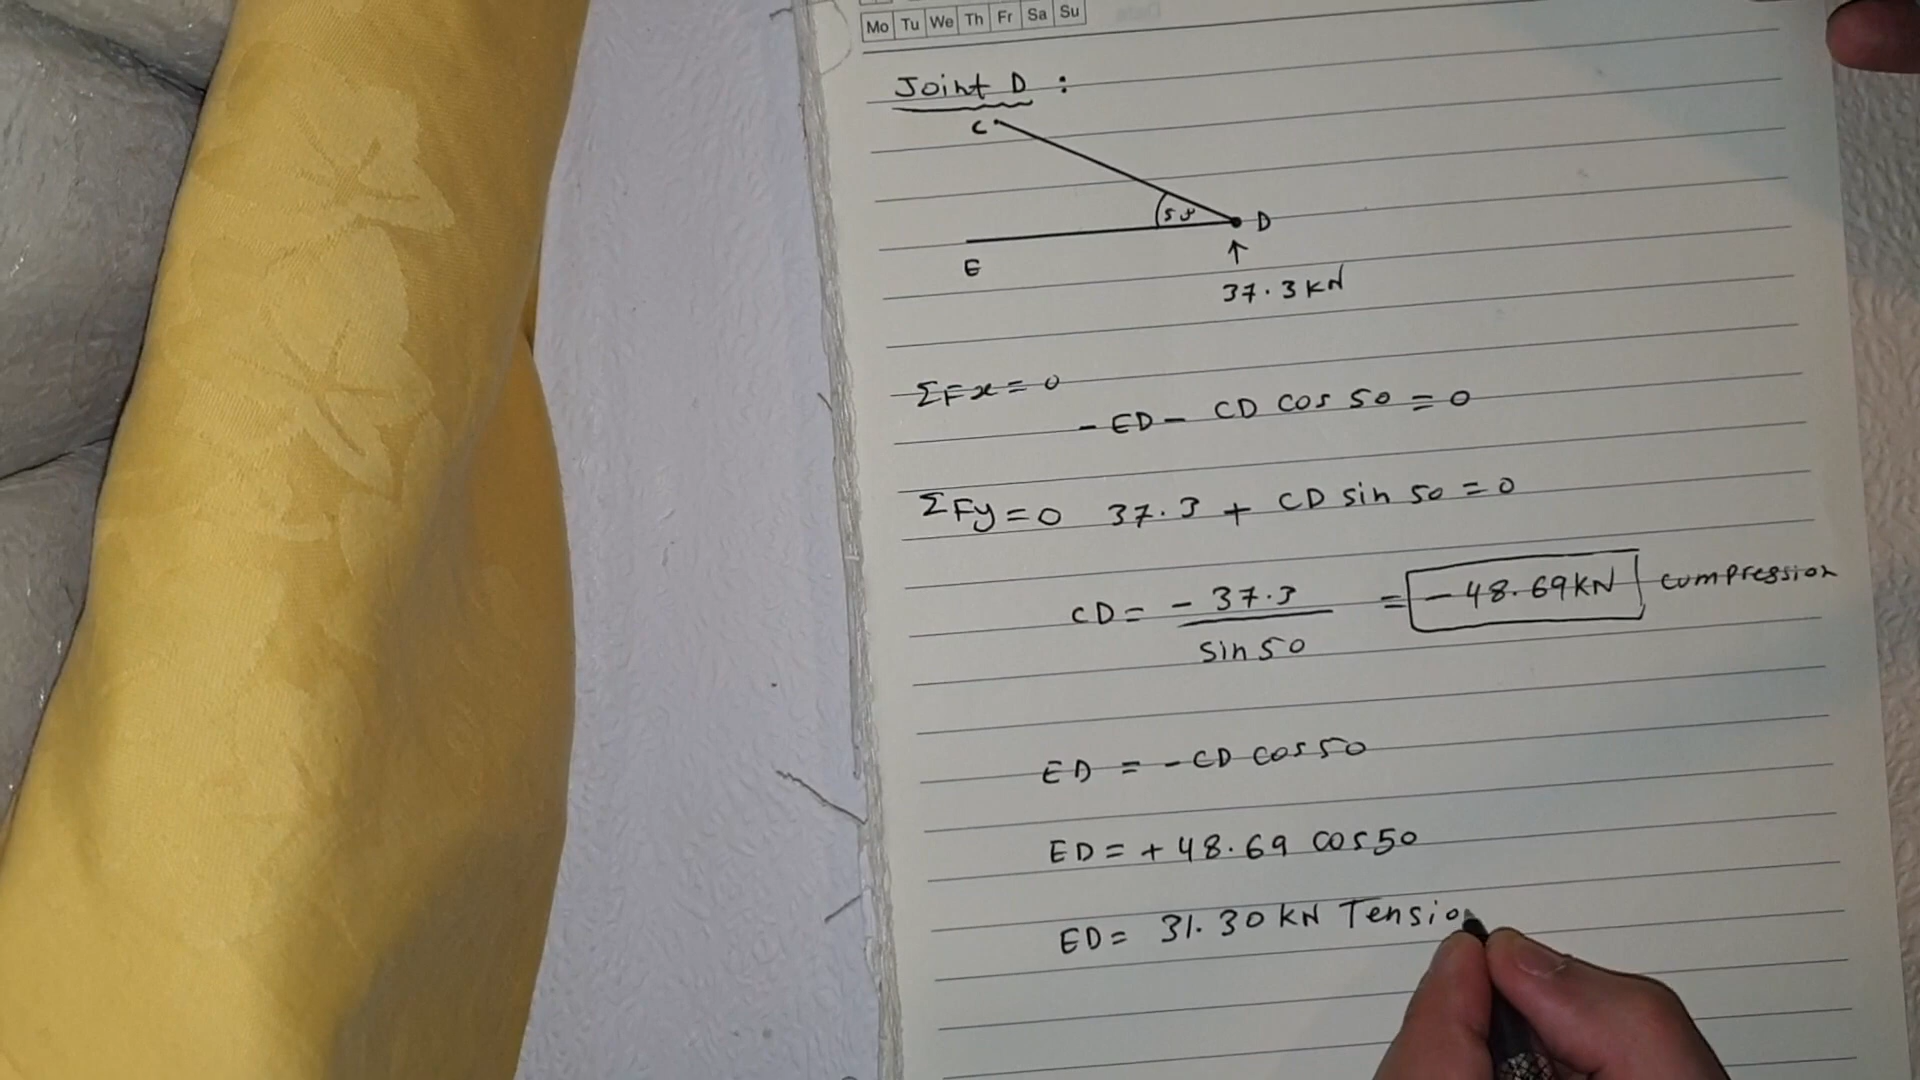 Mo Tu We Th Fr Sa Su
Joint D :
C
50°
D
E
↑
37.3 kN
ΣFx = 0
- ED - CD cos 50 = 0
ΣFy = 0 37.3 + CD sin 50 = 0
CD = - 37.3 / sin 50 = - 48.69 kN compression
ED = - CD cos 50
ED = + 48.69 cos 50
ED = 31.30 kN Tensio